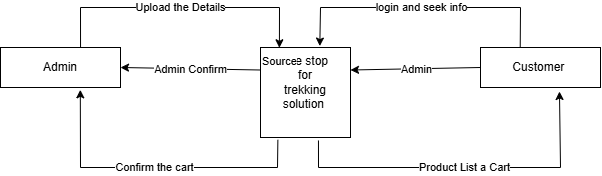 Upload the Details
login and seek info
Admin
Admin Confirm
Sourcee stop
for
trekking
solution
Admin
Customer
Confirm the cart
Product List a Cart